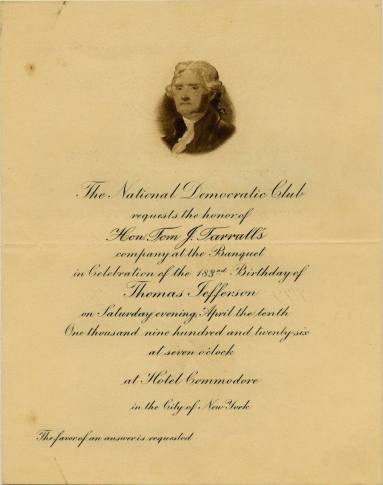 The National Democratic Club
requests the honor of
Hon. Tom J. Tarrall's
company at the Banquet
in Celebration of the 183rd Birthday of
Thomas Jefferson
on Saturday evening, April the tenth
One thousand nine hundred and twenty-six
at seven o'clock
at Hotel Commodore
in the City of New York
The favor of an answer is requested